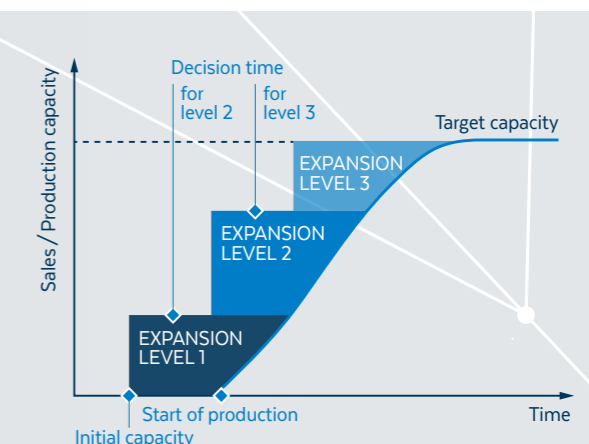 Decision time
for
level 2
for
level 3
Sales / Production capacity
Target capacity
EXPANSION
LEVEL 3
EXPANSION
LEVEL 2
EXPANSION
LEVEL 1
Start of production
Time
Initial capacity